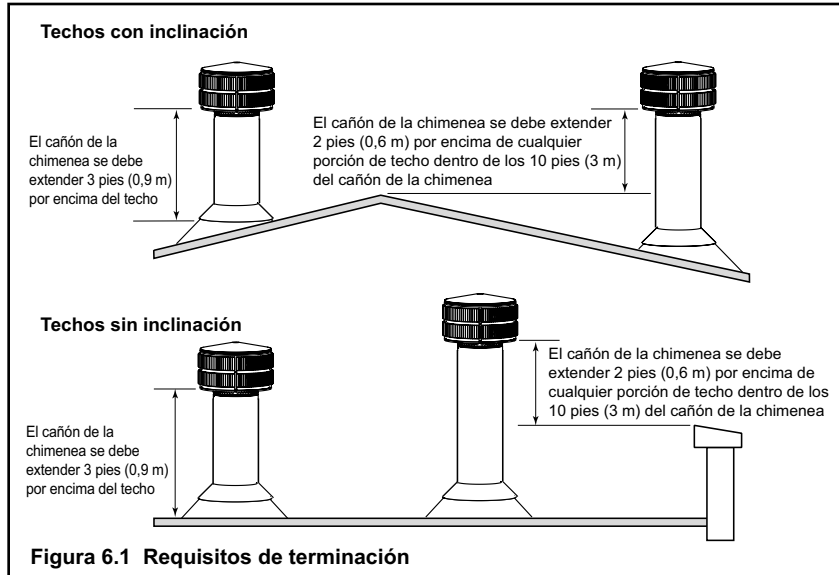 Techos con inclinación
El cañón de la
chimenea se debe
extender 3 pies (0,9 m)
por encima del techo
El cañón de la chimenea se debe extender
2 pies (0,6 m) por encima de cualquier
porción de techo dentro de los 10 pies (3 m)
del cañón de la chimenea
Techos sin inclinación
El cañón de la
chimenea se debe
extender 3 pies (0,9 m)
por encima del techo
El cañón de la chimenea se debe
extender 2 pies (0,6 m) por encima de
cualquier porción de techo dentro de los
10 pies (3 m) del cañón de la chimenea
Figura 6.1 Requisitos de terminación